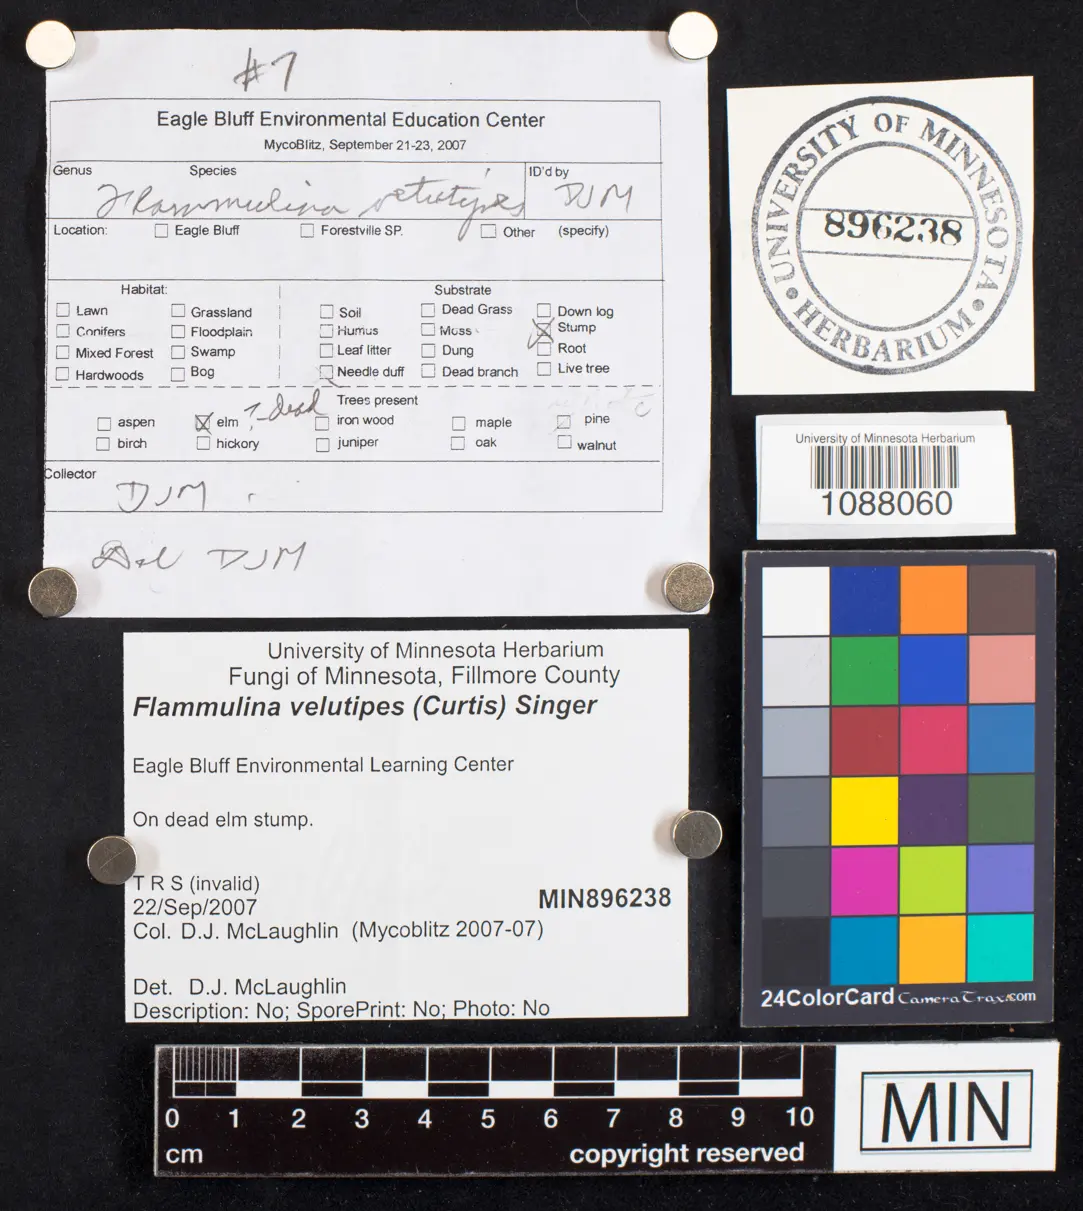 #7
Eagle Bluff Environmental Education Center
MycoBlitz, September 21-23, 2007
Genus Species ID'd by
Flammulina velutipes DJM
Location: Eagle Bluff Forestville SP. Other (specify)
Habitat: Substrate
Lawn Grassland Soil Dead Grass Down log
Conifers Floodplain Humus Moss Stump
Mixed Forest Swamp Leaf litter Dung Root
Hardwoods Bog Needle duff Dead branch Live tree
Trees present
aspen elm ?-dead iron wood maple pine
birch hickory juniper oak walnut
Collector
DJM
Det DJM
UNIVERSITY OF MINNESOTA
896238
• HERBARIUM •
University of Minnesota Herbarium
1088060
University of Minnesota Herbarium
Fungi of Minnesota, Fillmore County
Flammulina velutipes (Curtis) Singer
Eagle Bluff Environmental Learning Center
On dead elm stump.
T R S (invalid)
22/Sep/2007
MIN896238
Col. D.J. McLaughlin (Mycoblitz 2007-07)
Det. D.J. McLaughlin
Description: No; SporePrint: No; Photo: No
24ColorCard CameraTrax.com
0 1 2 3 4 5 6 7 8 9 10
cm copyright reserved
MIN